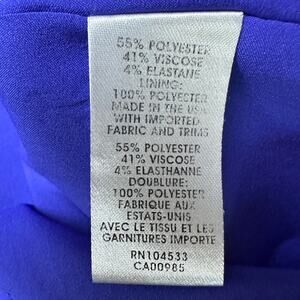 55% POLYESTER
41% VISCOSE
4% ELASTANE
LINING:
100% POLYESTER
MADE IN THE USA
WITH IMPORTED
FABRIC AND TRIMS
55% POLYESTER
41% VISCOSE
4% ELASTHANNE
DOUBLURE:
100% POLYESTER
FABRIQUE AUX
ESTATS-UNIS
AVEC LE TISSU ET LES
GARNITURES IMPORTE
RN104533
CA00985